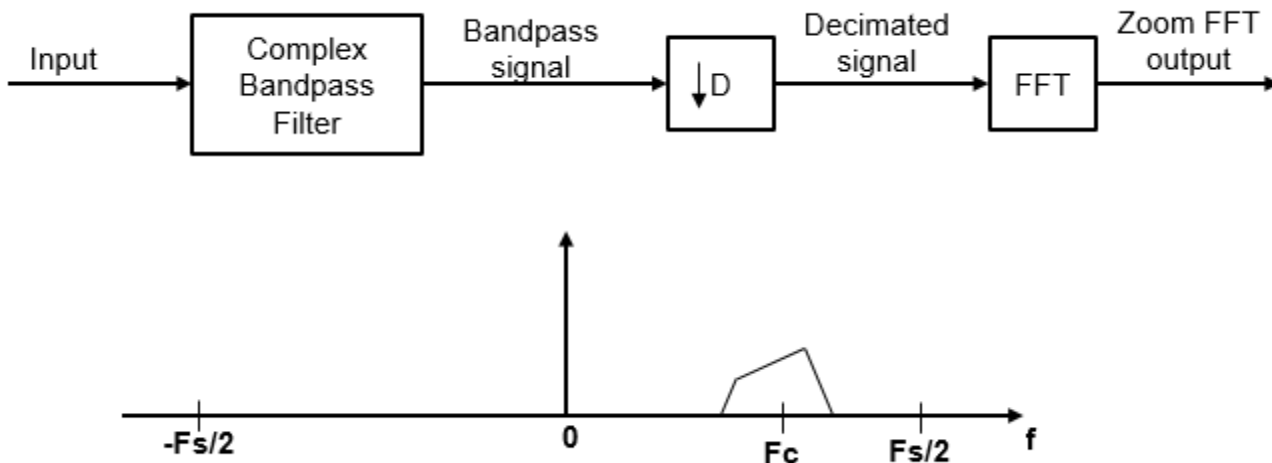 Input
Complex
Bandpass
Filter
Bandpass
signal
↓D
Decimated
signal
FFT
Zoom FFT
output
-Fs/2
0
Fc
Fs/2
f